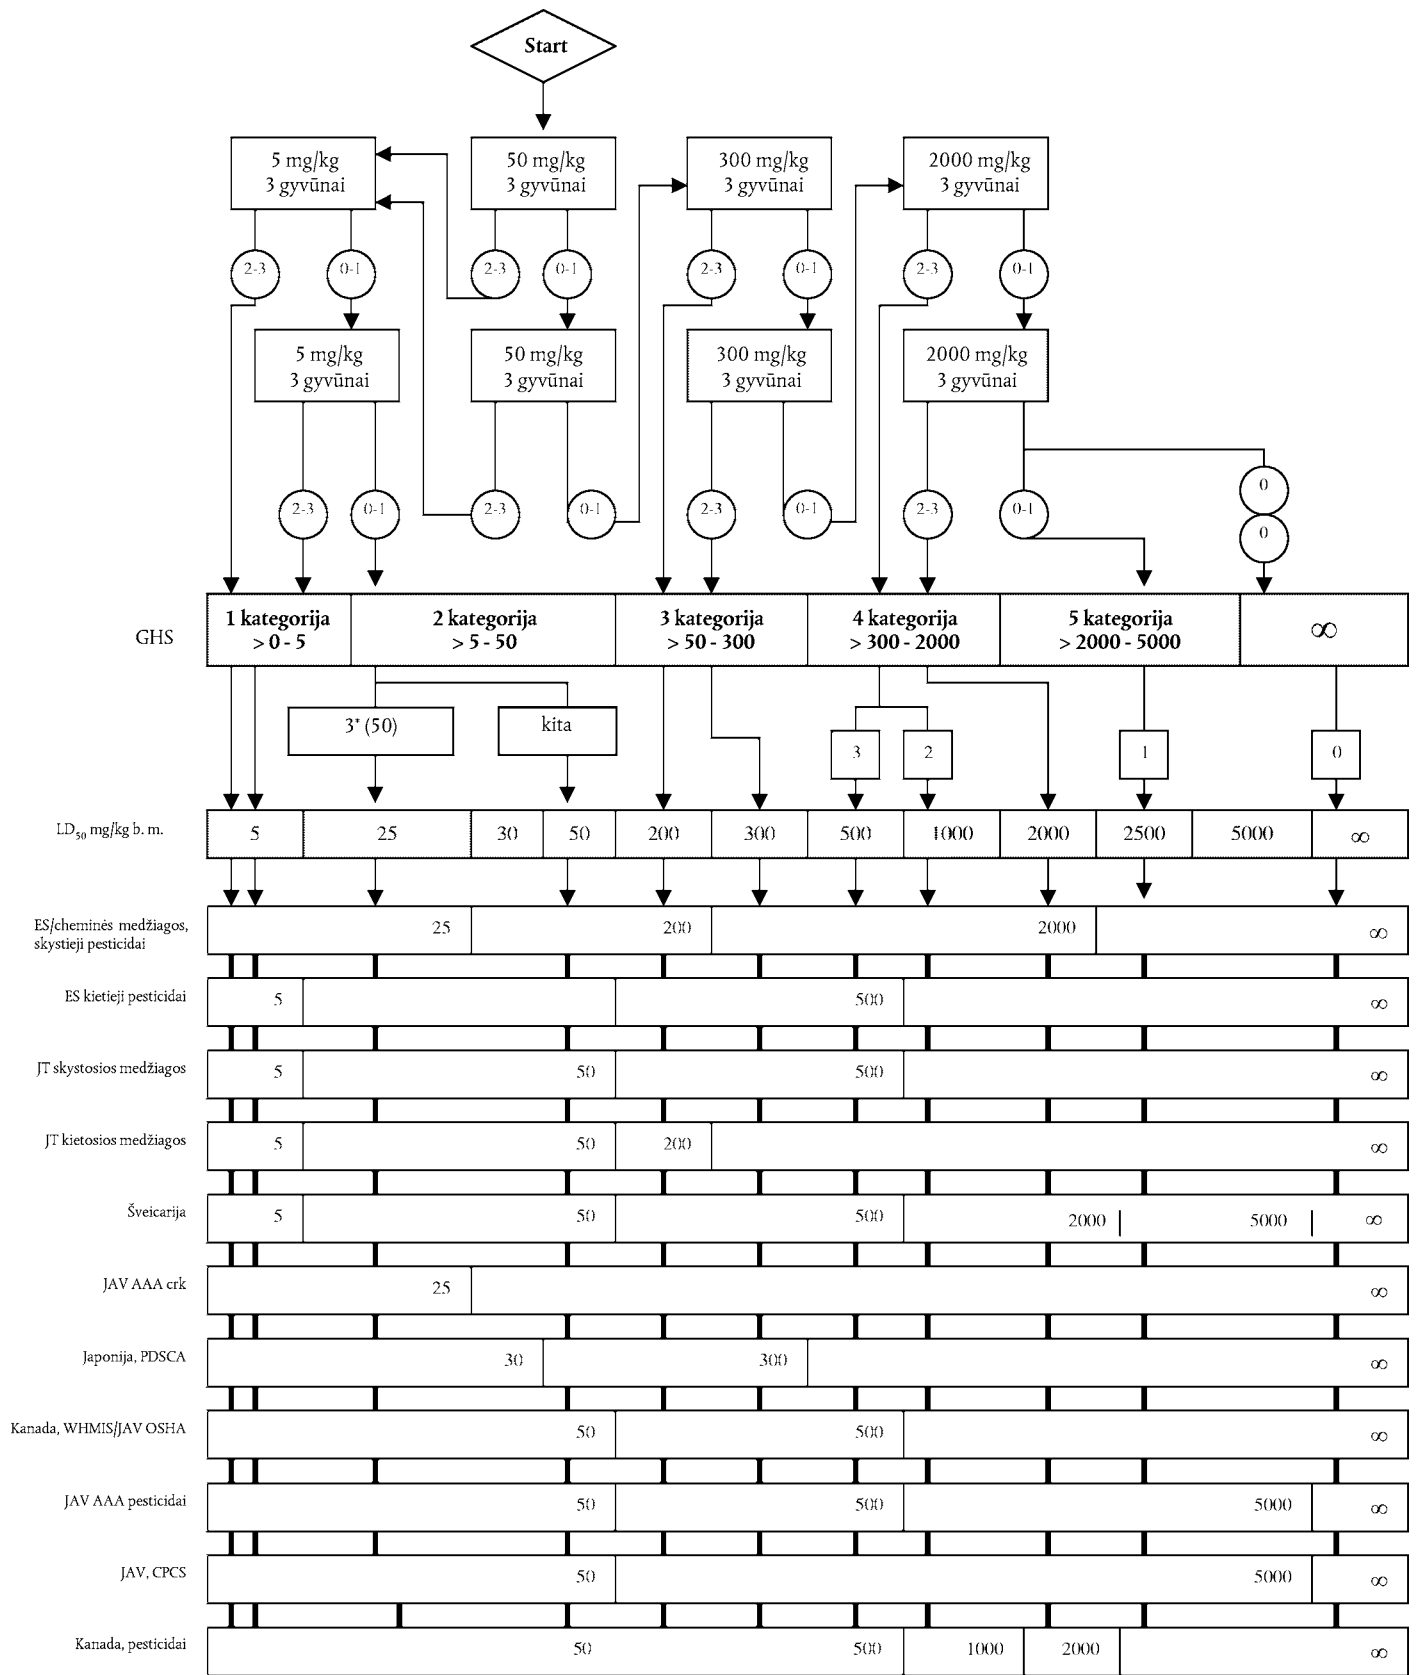 Start
5 mg/kg
3 gyvūnai
50 mg/kg
3 gyvūnai
300 mg/kg
3 gyvūnai
2000 mg/kg
3 gyvūnai
2-3
0-1
2-3
0-1
2-3
0-1
2-3
0-1
5 mg/kg
3 gyvūnai
50 mg/kg
3 gyvūnai
300 mg/kg
3 gyvūnai
2000 mg/kg
3 gyvūnai
2-3
0-1
2-3
0-1
2-3
0-1
2-3
0-1
0
0
GHS
1 kategorija
> 0 - 5
2 kategorija
> 5 - 50
3 kategorija
> 50 - 300
4 kategorija
> 300 - 2000
5 kategorija
> 2000 - 5000
∞
3* (50)
kita
3
2
1
0
LD50 mg/kg b. m.
5 25 30 50 200 300 500 1000 2000 2500 5000 ∞
ES/cheminės medžiagos,
skystieji pesticidai
25 200 2000 ∞
ES kietieji pesticidai
5 500 ∞
JT skystosios medžiagos
5 50 500 ∞
JT kietosios medžiagos
5 50 200 ∞
Šveicarija
5 50 500 2000 5000 ∞
JAV AAA crk
25 ∞
Japonija, PDSCA
30 300 ∞
Kanada, WHMIS/JAV OSHA
50 500 ∞
JAV AAA pesticidai
50 500 5000 ∞
JAV, CPCS
50 5000 ∞
Kanada, pesticidai
50 500 1000 2000 ∞